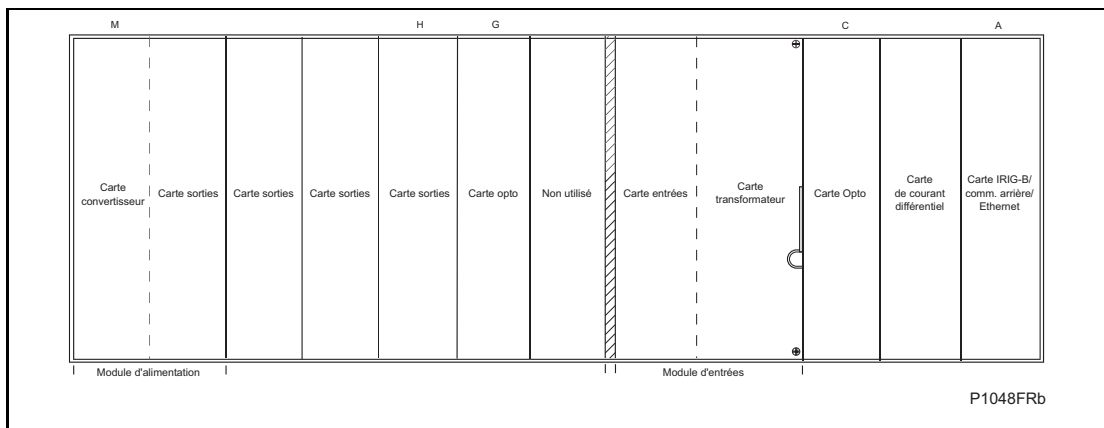 M H G C A
Carte
convertisseur
Carte sorties
Carte sorties
Carte sorties
Carte sorties
Carte opto
Non utilisé
Carte entrées
Carte
transformateur
Carte Opto
Carte
de courant
différentiel
Carte IRIG-B/
comm. arrière/
Ethernet
Module d'alimentation
Module d'entrées
P1048FRb